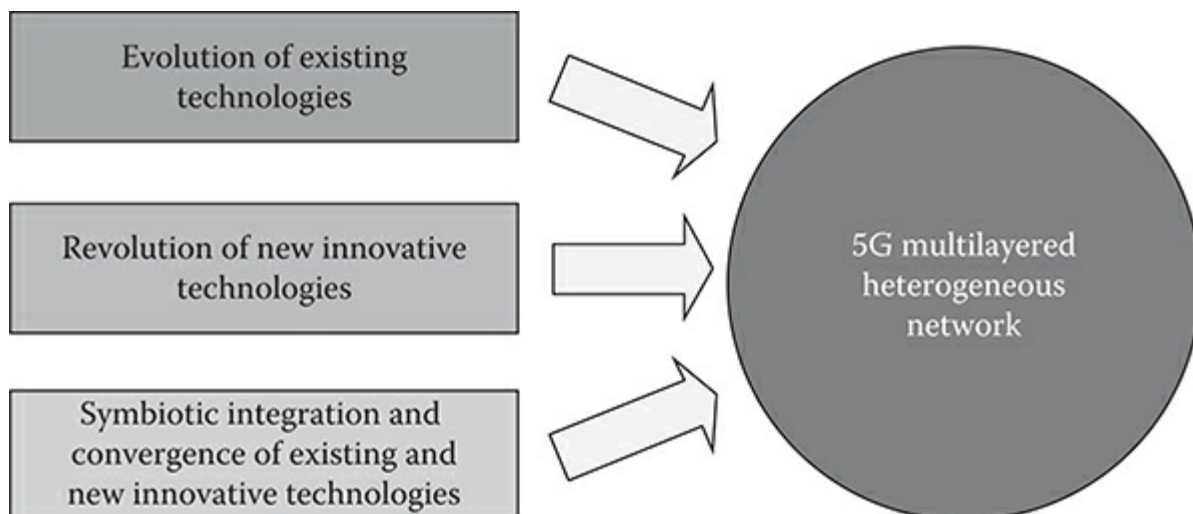 Evolution of existing
technologies
Revolution of new innovative
technologies
Symbiotic integration and
convergence of existing and
new innovative technologies
5G multilayered
heterogeneous
network